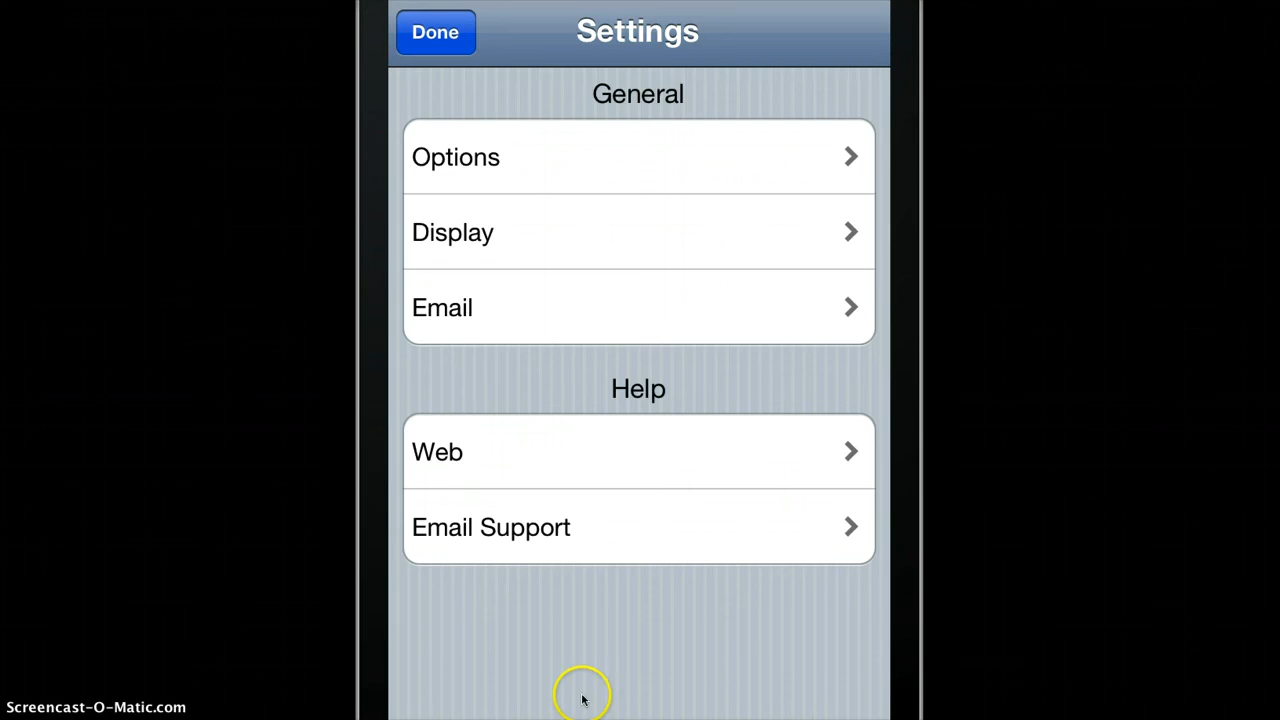 Done
Settings
General
Options
Display
Email
Help
Web
Email Support
Screencast-O-Matic.com